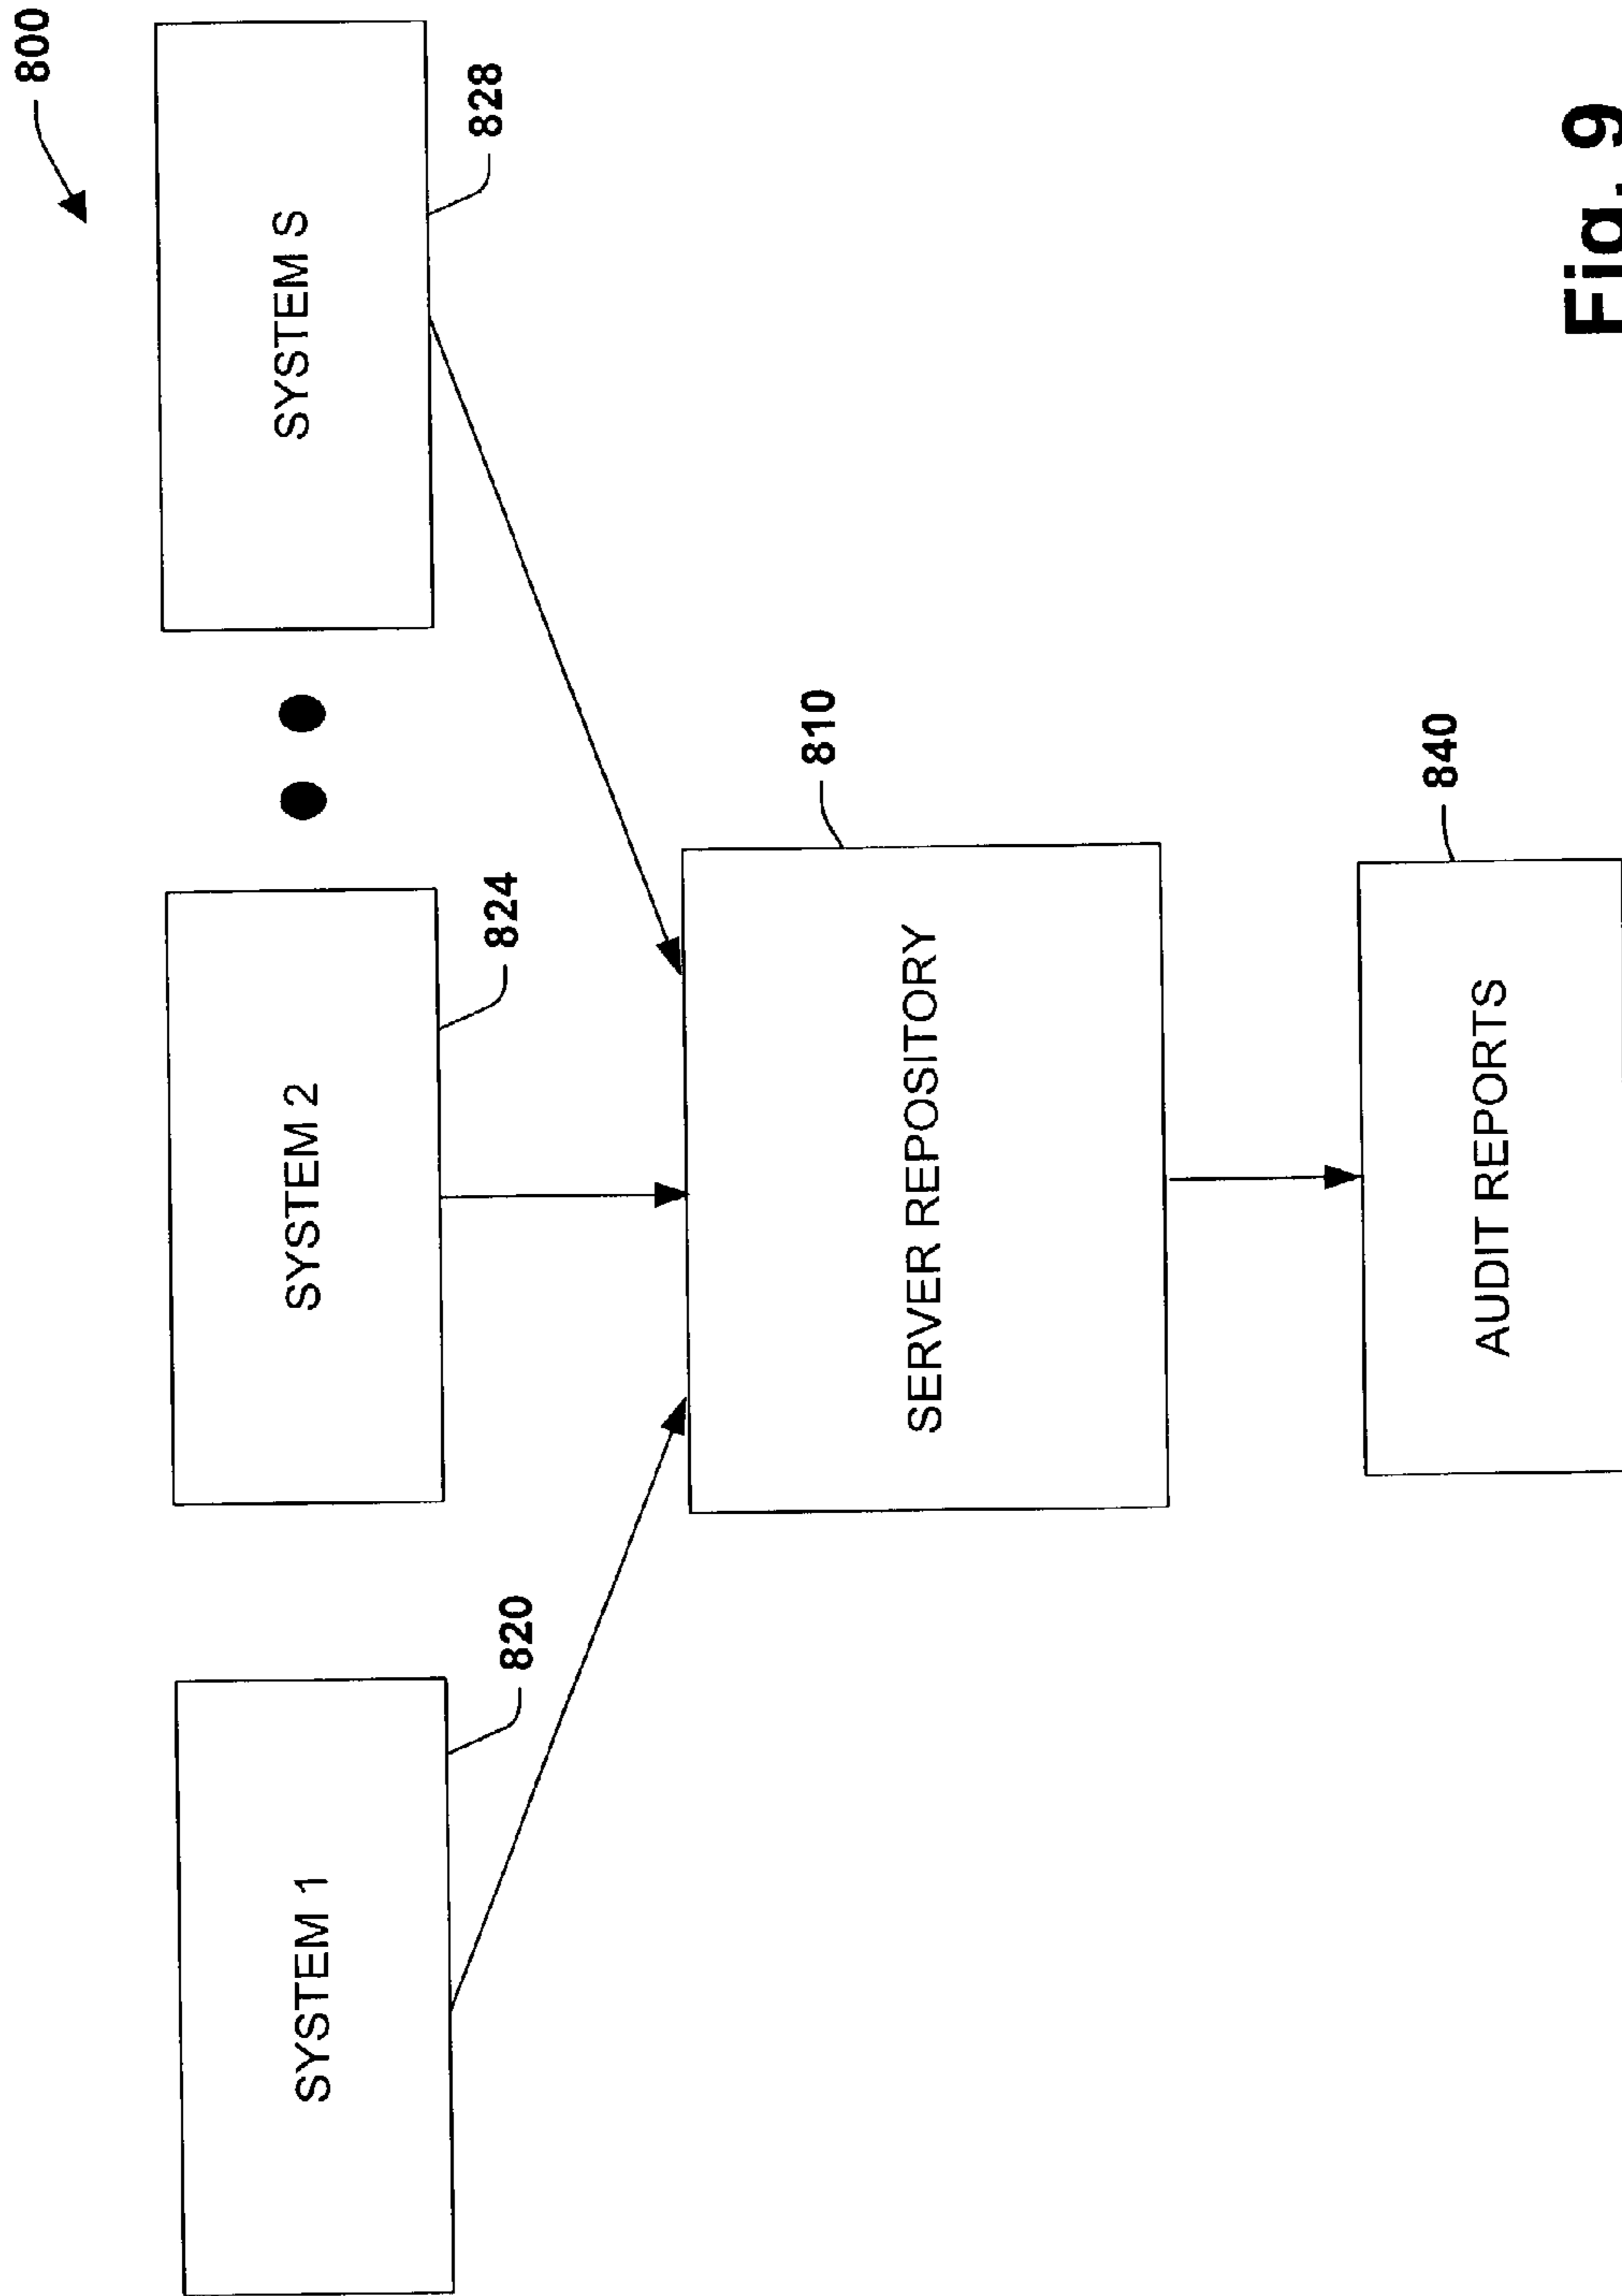 800
SYSTEM 1
SYSTEM 2
SYSTEM S
820
824
828
810
SERVER REPOSITORY
840
AUDIT REPORTS
Fig. 9